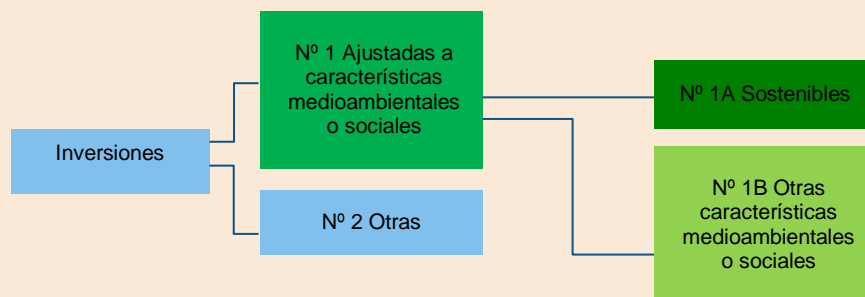 Inversiones
Nº 1 Ajustadas a
características
medioambientales
o sociales
Nº 2 Otras
Nº 1A Sostenibles
Nº 1B Otras
características
medioambientales
o sociales